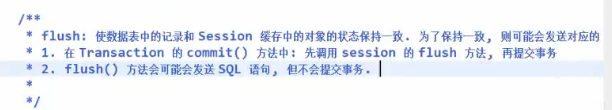 /**
* flush: 使数据表中的记录和 Session 缓存中的对象的状态保持一致. 为了保持一致, 则可能会发送对应的
* 1. 在 Transaction 的 commit() 方法中: 先调用 session 的 flush 方法, 再提交事务
* 2. flush() 方法会可能会发送 SQL 语句, 但不会提交事务.
*
*/